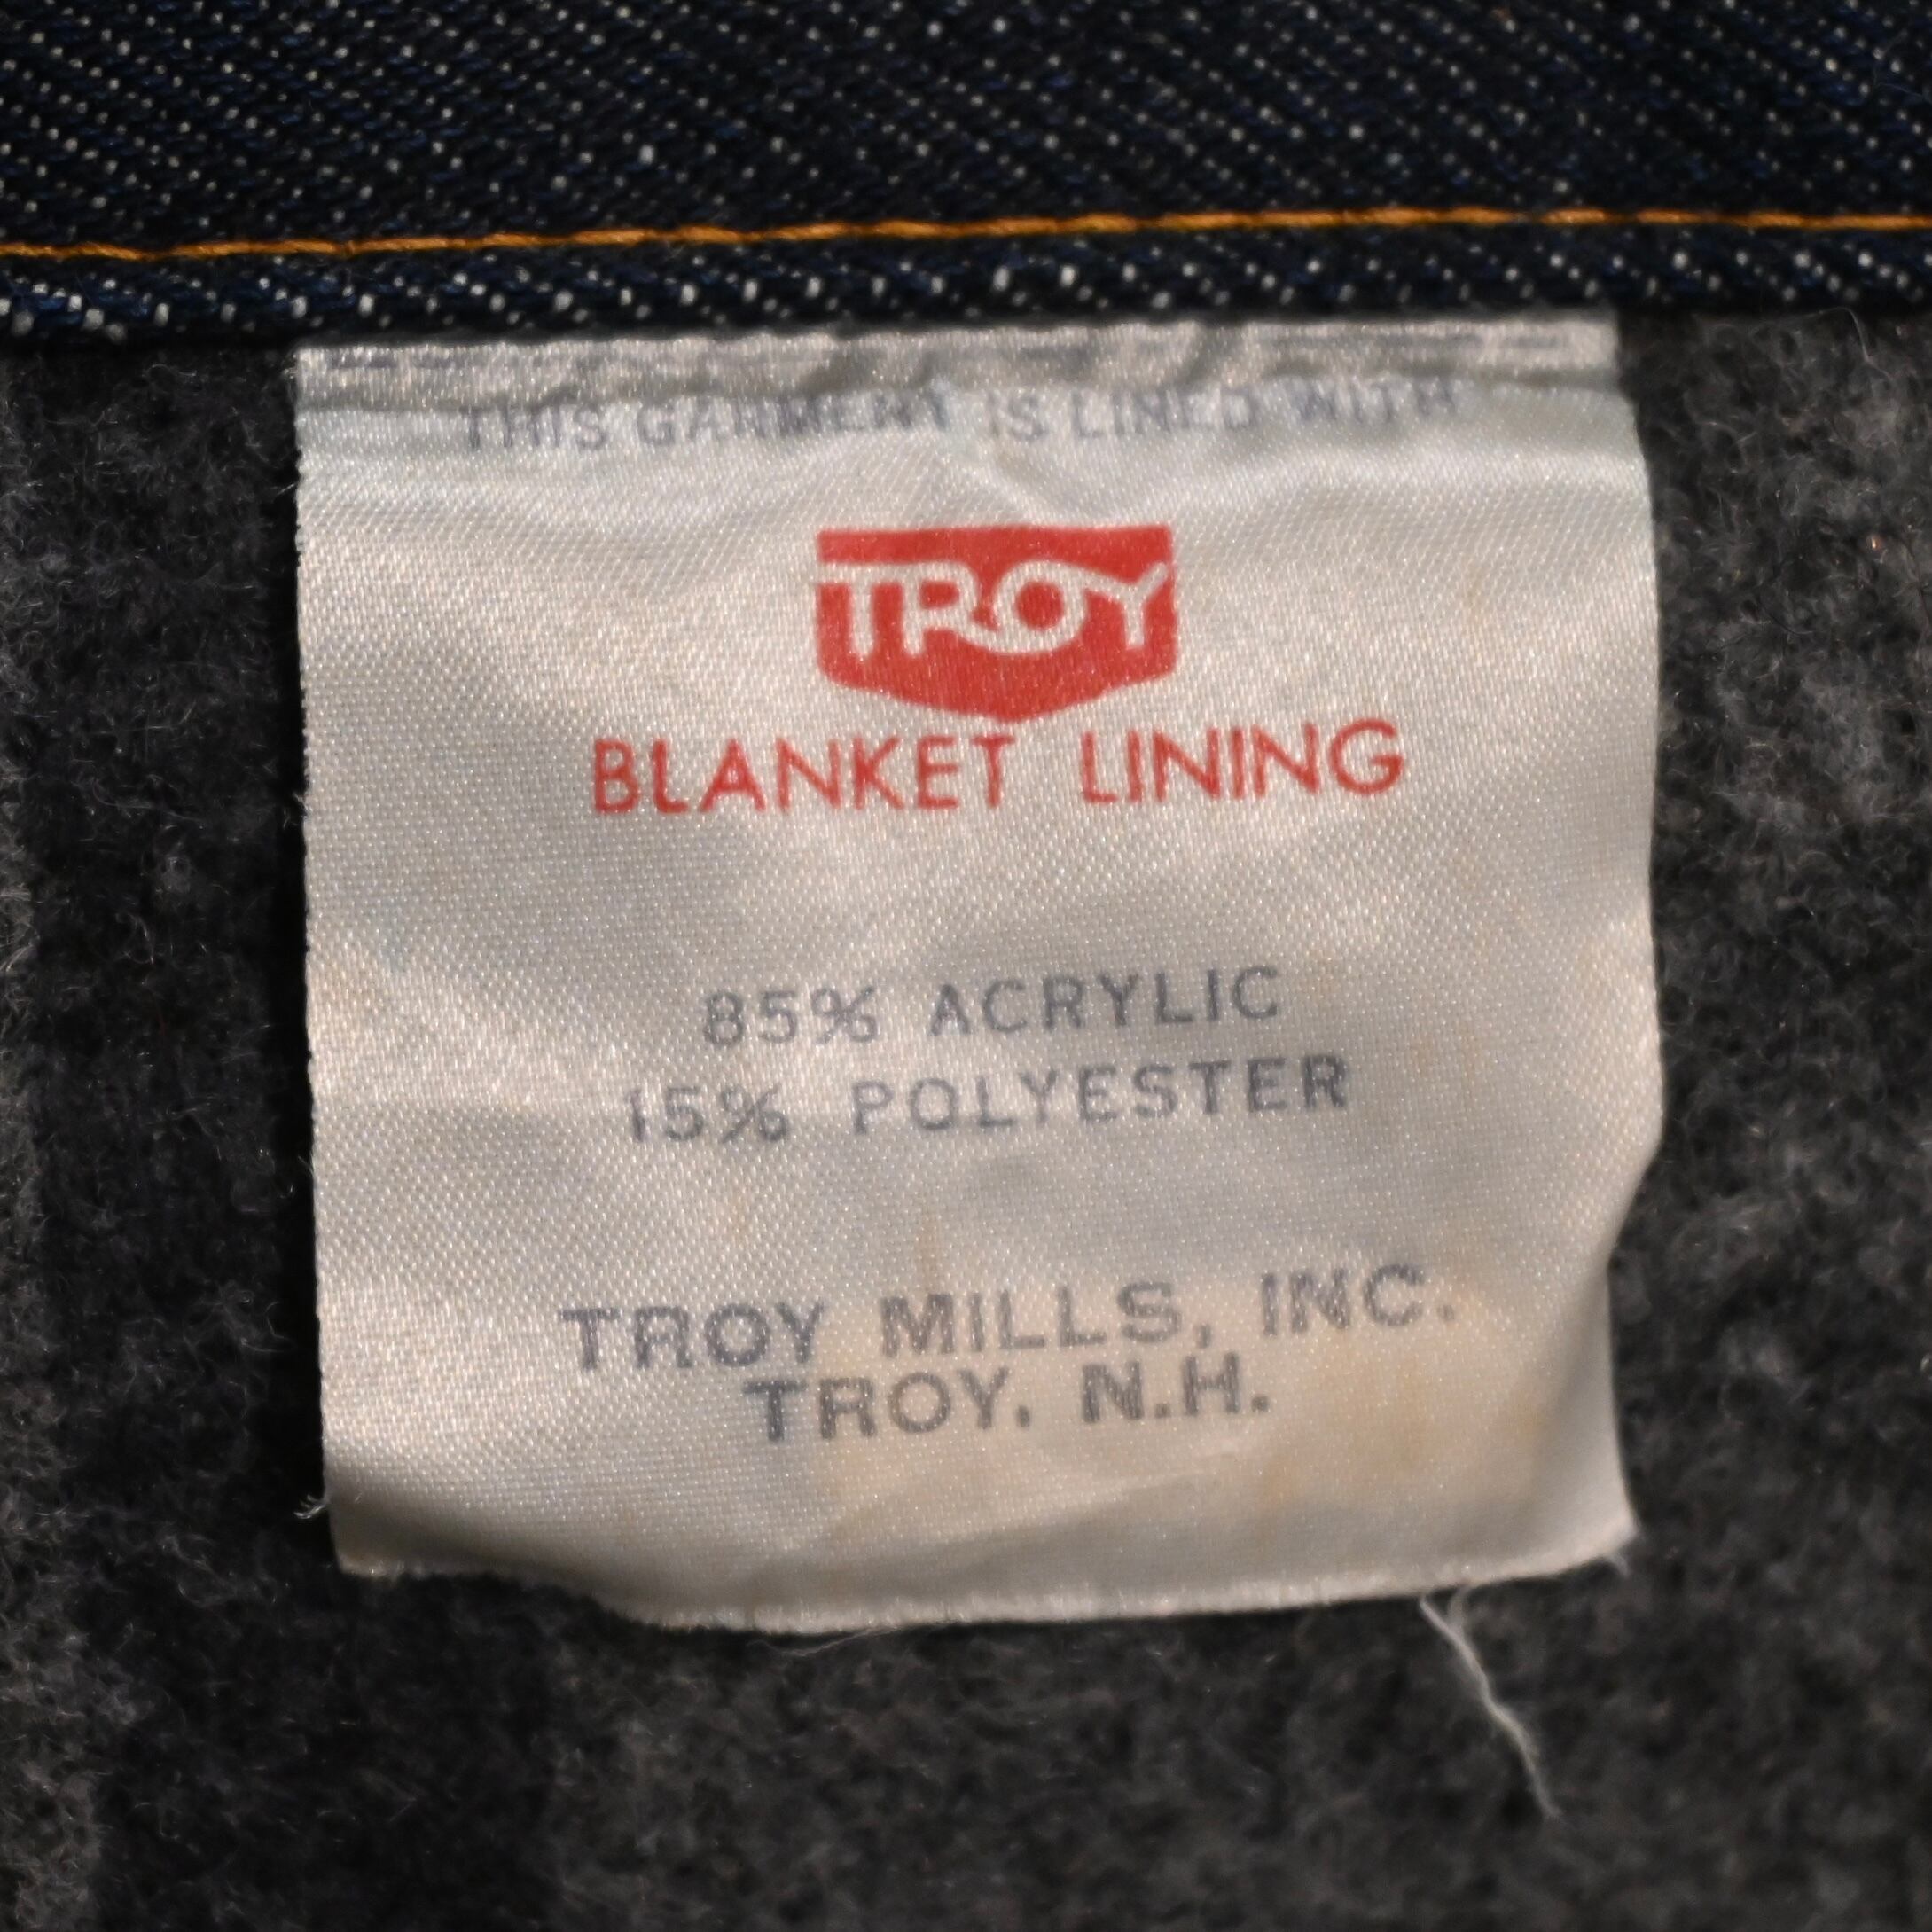 THIS GARMENT IS LINED WITH
TROY
BLANKET LINING
85% ACRYLIC
15% POLYESTER
TROY MILLS, INC.
TROY, N.H.